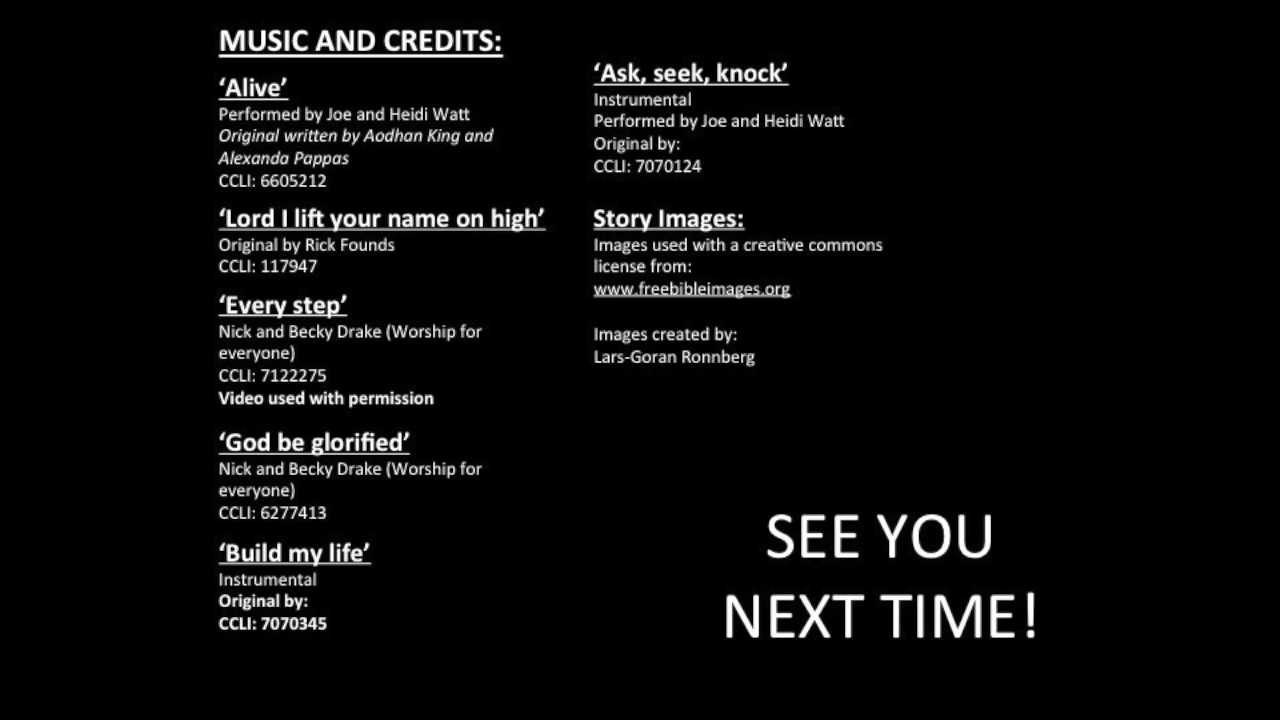 MUSIC AND CREDITS:
‘Alive’
Performed by Joe and Heidi Watt
Original written by Aodhan King and
Alexanda Pappas
CCLI: 6605212
‘Lord I lift your name on high’
Original by Rick Founds
CCLI: 117947
‘Every step’
Nick and Becky Drake (Worship for
everyone)
CCLI: 7122275
Video used with permission
‘God be glorified’
Nick and Becky Drake (Worship for
everyone)
CCLI: 6277413
‘Build my life’
Instrumental
Original by:
CCLI: 7070345
‘Ask, seek, knock’
Instrumental
Performed by Joe and Heidi Watt
Original by:
CCLI: 7070124
Story Images:
Images used with a creative commons
license from:
www.freebibleimages.org
Images created by:
Lars-Goran Ronnberg
SEE YOU
NEXT TIME!